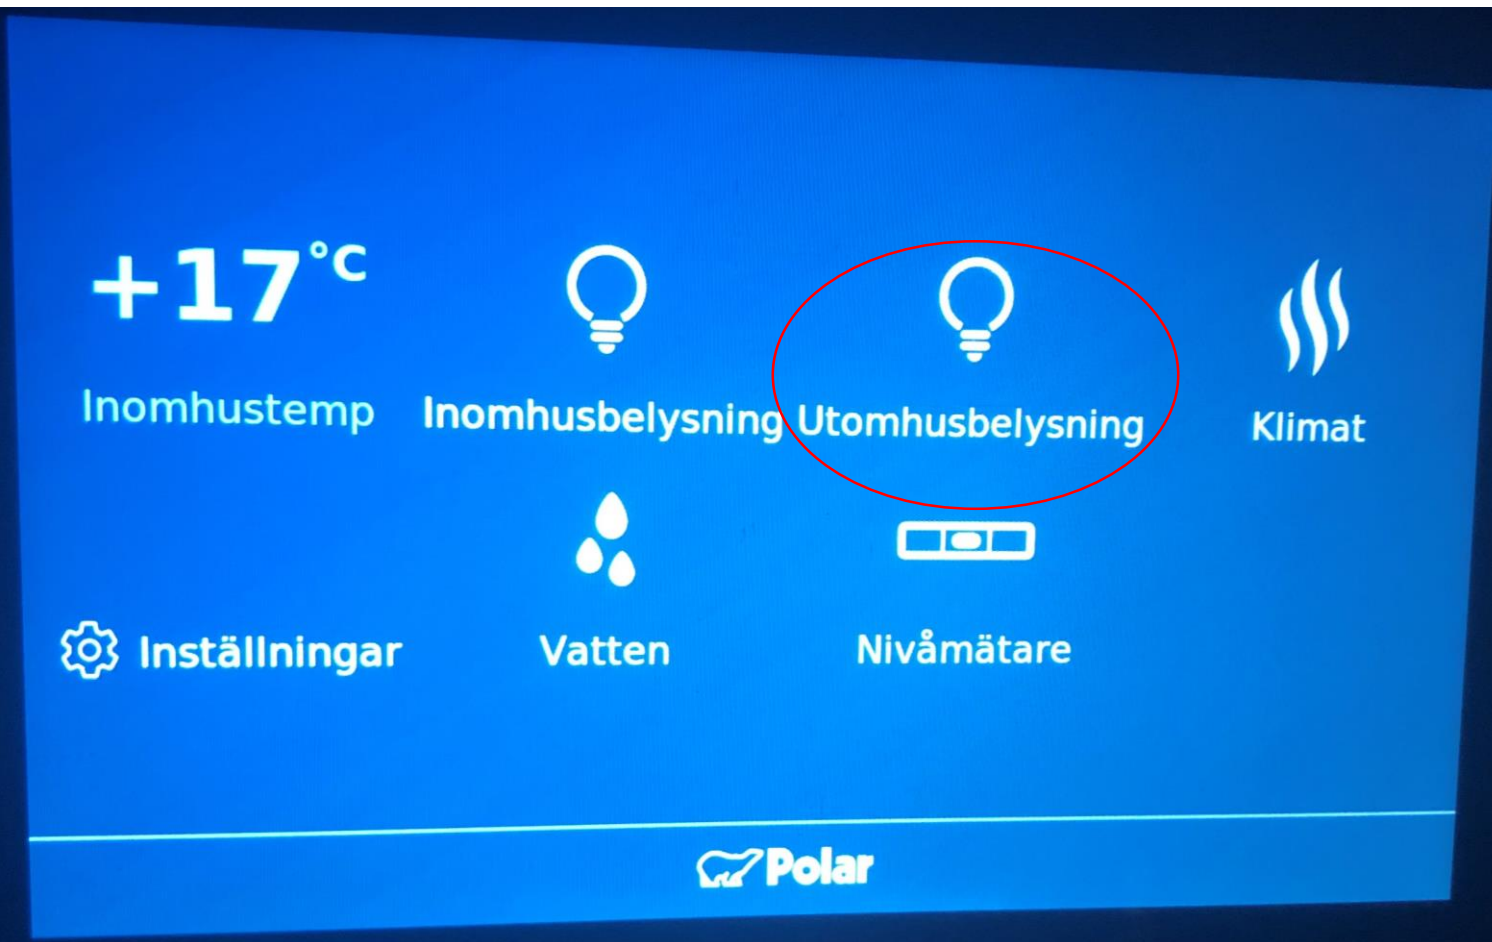 +17°C
Inomhustemp
Inomhusbelysning
Utomhusbelysning
Klimat
Inställningar
Vatten
Nivåmätare
Polar